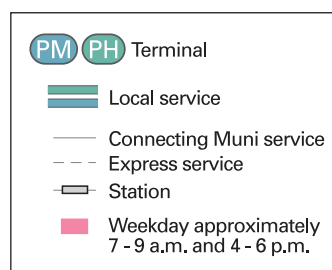 PM PH Terminal
Local service
Connecting Muni service
Express service
Station
Weekday approximately
7 - 9 a.m. and 4 - 6 p.m.